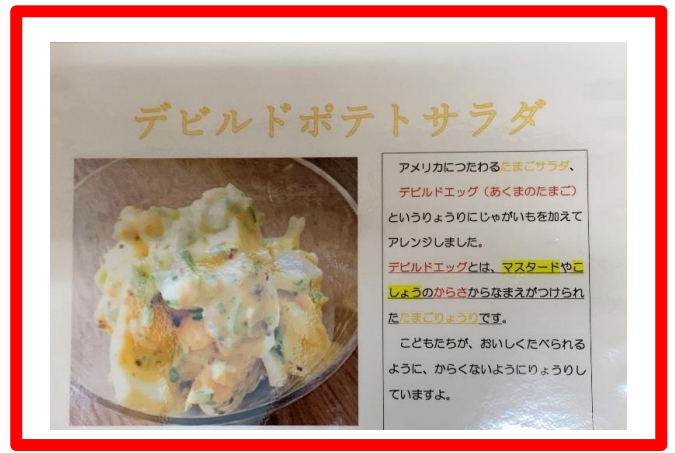 デビルドポテトサラダ
アメリカにつたわるたまごサラダ、
デビルドエッグ（あくまのたまご）
というりょうりにじゃがいもを加えて
アレンジしました。
デビルドエッグとは、マスタードやこ
しょうのからさからなまえがつけられ
たたまごりょうりです。
こどもたちが、おいしくたべられる
ように、からくないようにりょうりし
ていますよ。